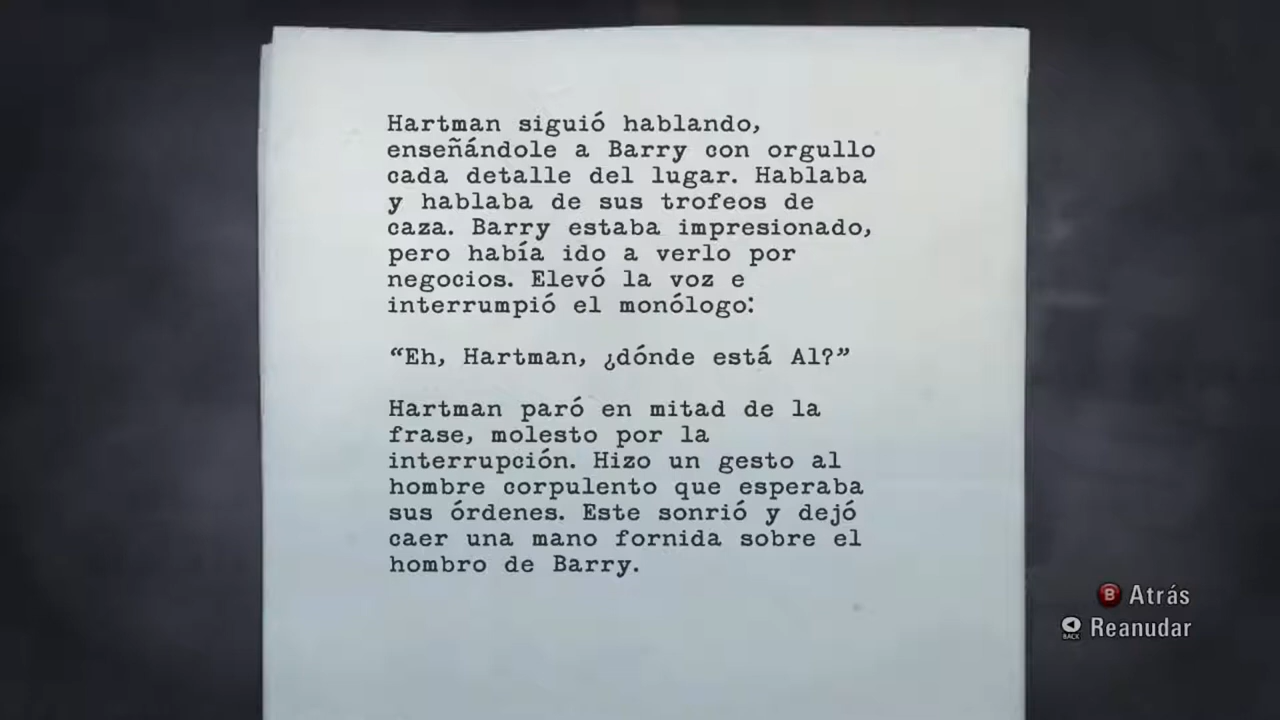 Hartman siguió hablando,
enseñándole a Barry con orgullo
cada detalle del lugar. Hablaba
y hablaba de sus trofeos de
caza. Barry estaba impresionado,
pero había ido a verlo por
negocios. Elevó la voz e
interrumpió el monólogo:
“Eh, Hartman, ¿dónde está Al?”
Hartman paró en mitad de la
frase, molesto por la
interrupción. Hizo un gesto al
hombre corpulento que esperaba
sus órdenes. Este sonrió y dejó
caer una mano fornida sobre el
hombro de Barry.
B Atrás
BACK Reanudar